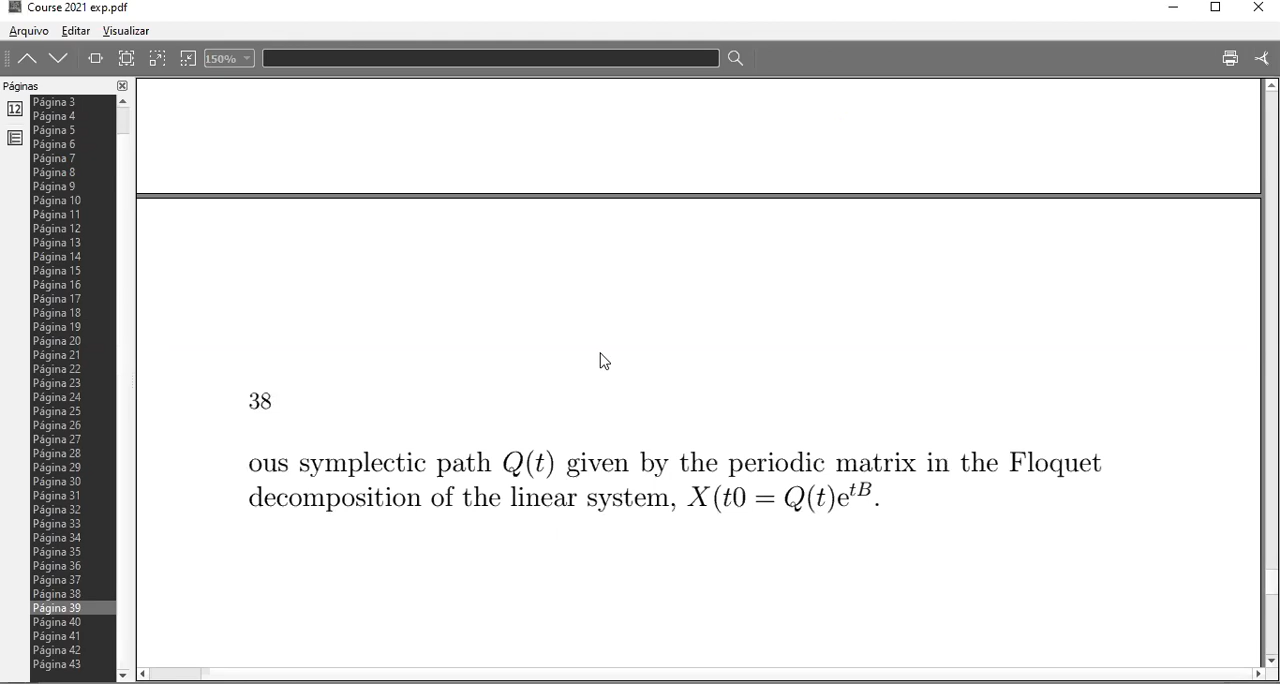 Course 2021 exp.pdf
Arquivo Editar Visualizar
150%
Páginas
12
Página 3
Página 4
Página 5
Página 6
Página 7
Página 8
Página 9
Página 10
Página 11
Página 12
Página 13
Página 14
Página 15
Página 16
Página 17
Página 18
Página 19
Página 20
Página 21
Página 22
Página 23
Página 24
Página 25
Página 26
Página 27
Página 28
Página 29
Página 30
Página 31
Página 32
Página 33
Página 34
Página 35
Página 36
Página 37
Página 38
Página 39
Página 40
Página 41
Página 42
Página 43
38
ous symplectic path Q(t) given by the periodic matrix in the Floquet
decomposition of the linear system, X(t0 = Q(t)e^{tB}.